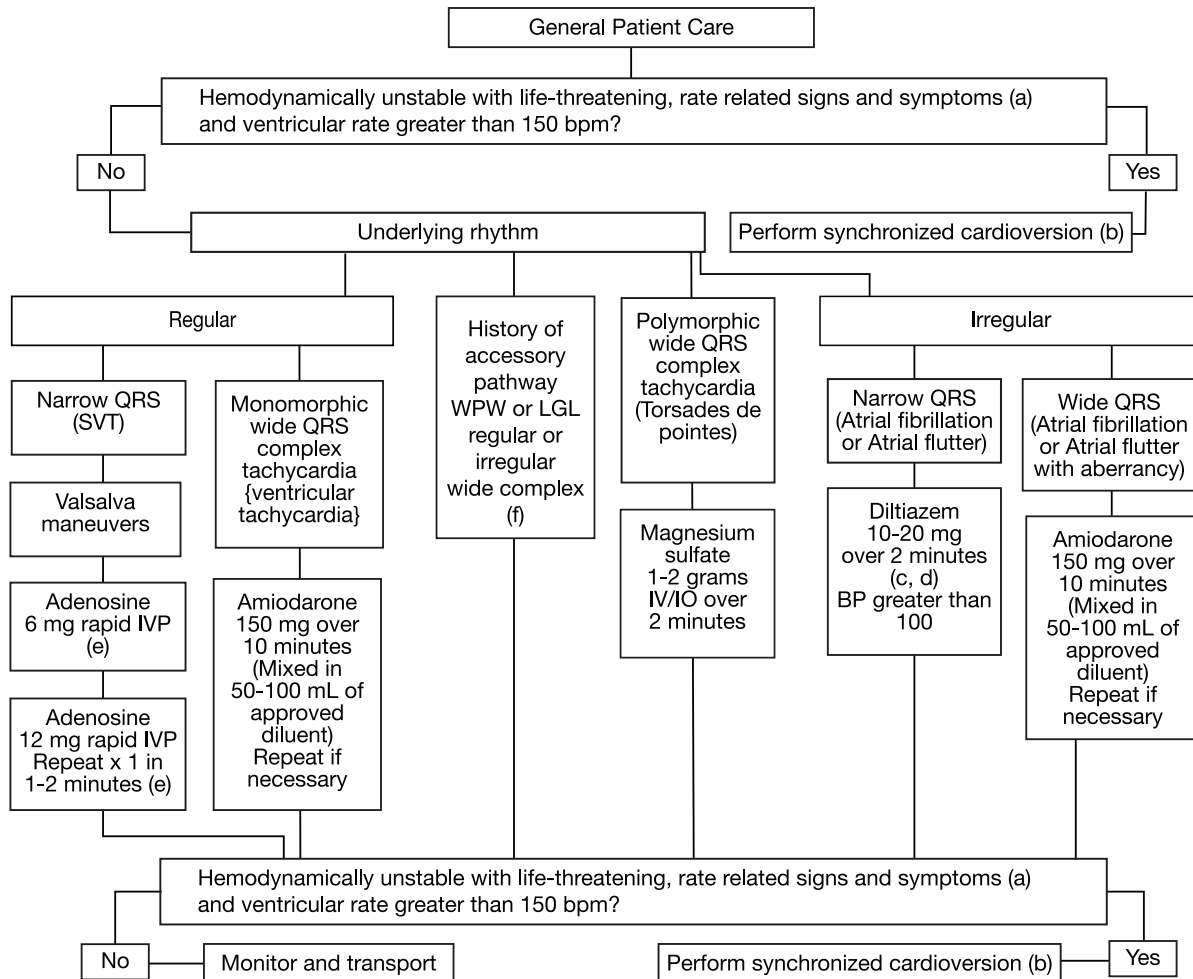 General Patient Care
Hemodynamically unstable with life-threatening, rate related signs and symptoms (a)
and ventricular rate greater than 150 bpm?
No
Yes
Underlying rhythm
Perform synchronized cardioversion (b)
Regular
Narrow QRS
(SVT)
Valsalva
maneuvers
Adenosine
6 mg rapid IVP
(e)
Adenosine
12 mg rapid IVP
Repeat x 1 in
1-2 minutes (e)
Monomorphic
wide QRS
complex
tachycardia
{ventricular
tachycardia}
Amiodarone
150 mg over
10 minutes
(Mixed in
50-100 mL of
approved
diluent)
Repeat if
necessary
History of
accessory
pathway
WPW or LGL
regular or
irregular
wide complex
(f)
Polymorphic
wide QRS
complex
tachycardia
(Torsades de
pointes)
Magnesium
sulfate
1-2 grams
IV/IO over
2 minutes
Irregular
Narrow QRS
(Atrial fibrillation
or Atrial flutter)
Diltiazem
10-20 mg
over 2 minutes
(c, d)
BP greater than
100
Wide QRS
(Atrial fibrillation
or Atrial flutter
with aberrancy)
Amiodarone
150 mg over
10 minutes
(Mixed in
50-100 mL of
approved
diluent)
Repeat if
necessary
Hemodynamically unstable with life-threatening, rate related signs and symptoms (a)
and ventricular rate greater than 150 bpm?
No
Monitor and transport
Perform synchronized cardioversion (b)
Yes